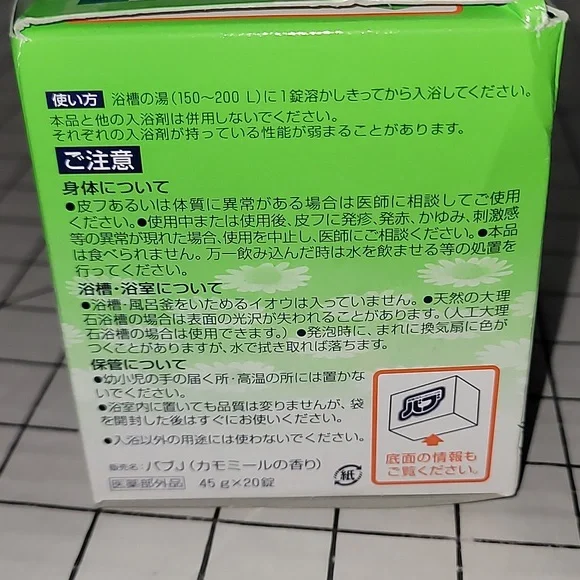 使い方 浴槽の湯(150～200 L)に1錠溶かしきってから入浴してください。
本品と他の入浴剤は併用しないでください。
それぞれの入浴剤が持っている性能が弱まることがあります。
ご注意
身体について
●皮フあるいは体質に異常がある場合は医師に相談してご使用
ください。●使用中または使用後、皮フに発疹、発赤、かゆみ、刺激感
等の異常が現れた場合、使用を中止し、医師にご相談ください。●本品
は食べられません。万一飲み込んだ時は水を飲ませる等の処置を
行ってください。
浴槽・浴室について
●浴槽・風呂釜をいためるイオウは入っていません。●天然の大理
石浴槽の場合は表面の光沢が失われることがあります。(人工大理
石浴槽の場合は使用できます。)●発泡時に、まれに換気扇に色が
つくことがありますが、水で拭き取れば落ちます。
保管について
●幼小児の手の届く所・高温の所には置かな
いでください。
●浴室内に置いても品質は変りませんが、袋
を開封した後はすぐにお使いください。
●入浴以外の用途には使わないでください。
販売名:バブJ(カモミールの香り)
医薬部外品 45g×20錠
紙
バブ
底面の情報も
ご覧ください。